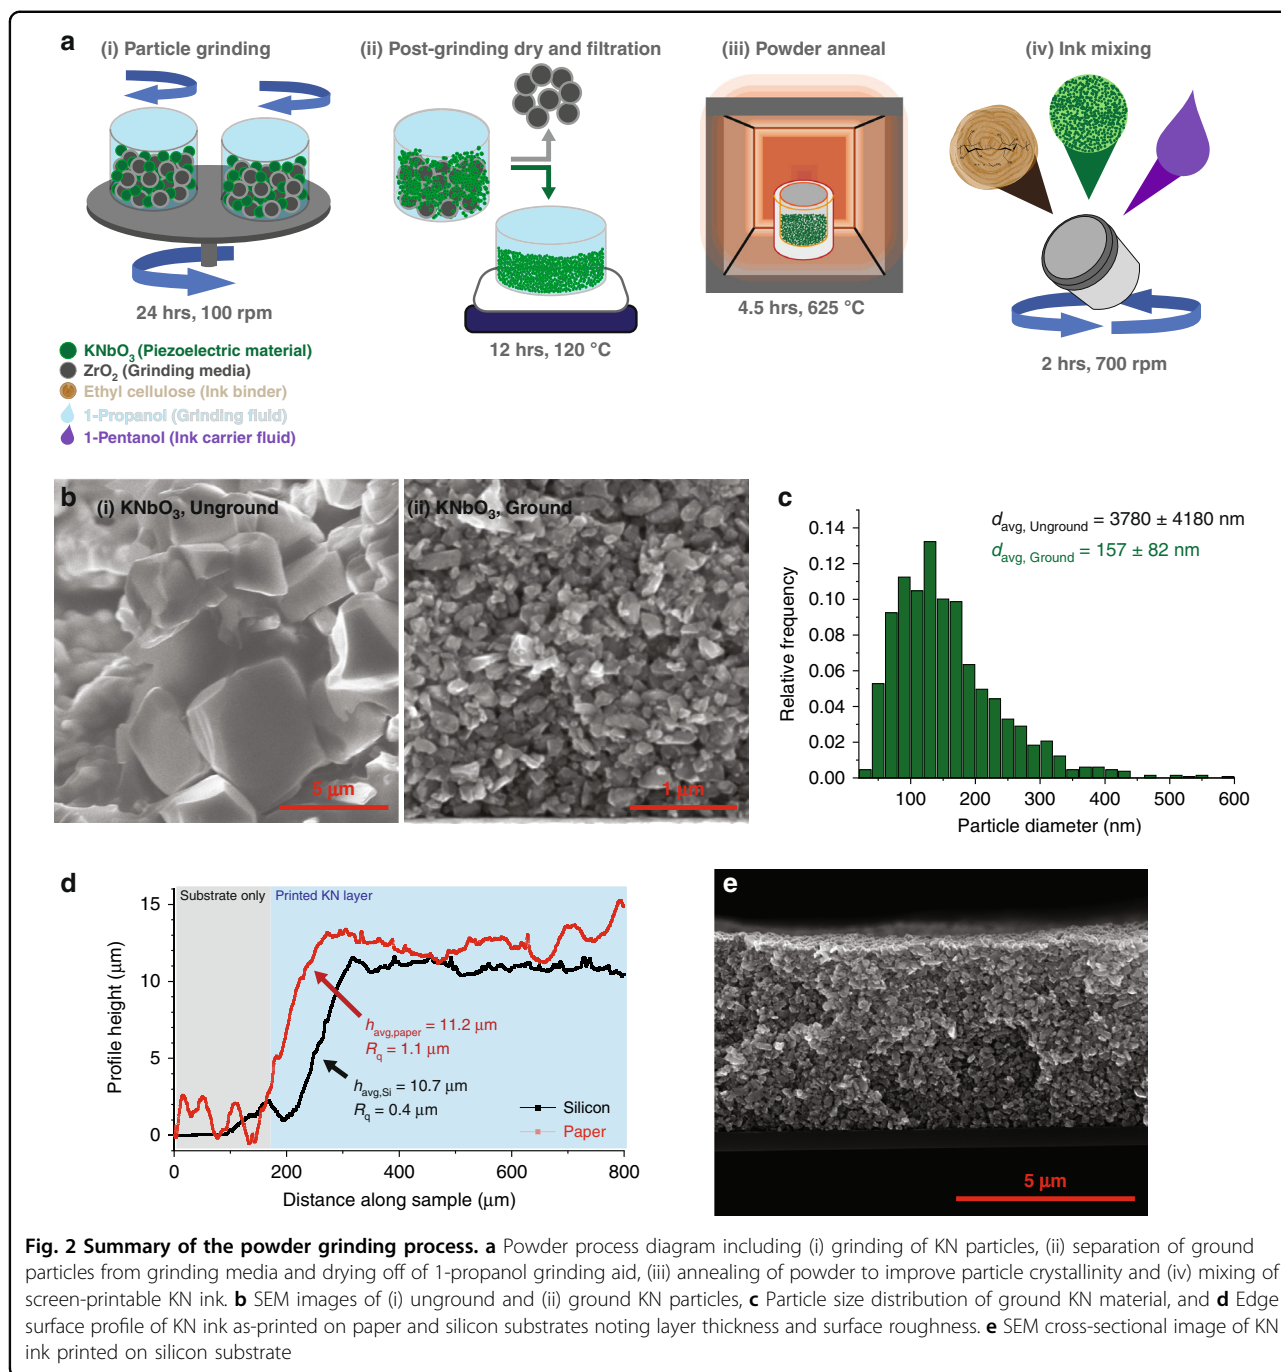 a
(i) Particle grinding
(ii) Post-grinding dry and filtration
(iii) Powder anneal
(iv) Ink mixing
24 hrs, 100 rpm
12 hrs, 120 °C
4.5 hrs, 625 °C
2 hrs, 700 rpm
KNbO₃ (Piezoelectric material)
ZrO₂ (Grinding media)
Ethyl cellulose (Ink binder)
1-Propanol (Grinding fluid)
1-Pentanol (Ink carrier fluid)
b
(i) KNbO₃, Unground
5 μm
(ii) KNbO₃, Ground
1 μm
c
d avg, Unground = 3780 ± 4180 nm
d avg, Ground = 157 ± 82 nm
Relative frequency
0.14
0.12
0.10
0.08
0.06
0.04
0.02
0.00
100 200 300 400 500 600
Particle diameter (nm)
d
Substrate only
Printed KN layer
Profile height (μm)
15
10
5
0
h avg,paper = 11.2 μm
R q = 1.1 μm
h avg,Si = 10.7 μm
R q = 0.4 μm
Silicon
Paper
0 200 400 600 800
Distance along sample (μm)
e
5 μm
Fig. 2 Summary of the powder grinding process. a Powder process diagram including (i) grinding of KN particles, (ii) separation of ground
particles from grinding media and drying off of 1-propanol grinding aid, (iii) annealing of powder to improve particle crystallinity and (iv) mixing of
screen-printable KN ink. b SEM images of (i) unground and (ii) ground KN particles, c Particle size distribution of ground KN material, and d Edge
surface profile of KN ink as-printed on paper and silicon substrates noting layer thickness and surface roughness. e SEM cross-sectional image of KN
ink printed on silicon substrate